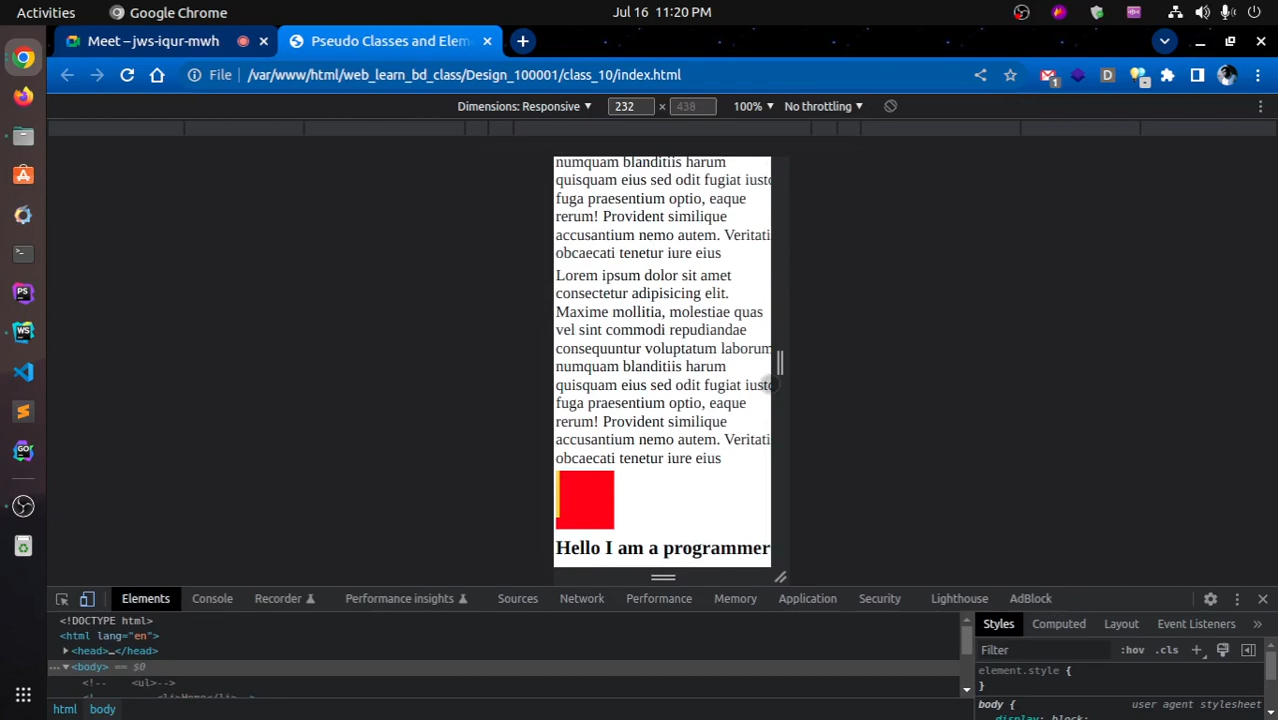 Activities
Google Chrome
Jul 16  11:20 PM
Meet – jws-iqur-mwh
Pseudo Classes and Elem
File
/var/www/html/web_learn_bd_class/Design_100001/class_10/index.html
1
D
Dimensions: Responsive
232
×
438
100%
No throttling
numquam blanditiis harum
quisquam eius sed odit fugiat iusto
fuga praesentium optio, eaque
rerum! Provident similique
accusantium nemo autem. Veritati
obcaecati tenetur iure eius
Lorem ipsum dolor sit amet
consectetur adipisicing elit.
Maxime mollitia, molestiae quas
vel sint commodi repudiandae
consequuntur voluptatum laborum
numquam blanditiis harum
quisquam eius sed odit fugiat iusto
fuga praesentium optio, eaque
rerum! Provident similique
accusantium nemo autem. Veritati
obcaecati tenetur iure eius
Hello I am a programmer
PS
WS
GO
Elements
Console
Recorder
Performance insights
Sources
Network
Performance
Memory
Application
Security
Lighthouse
AdBlock
<!DOCTYPE html>
<html lang="en">
<head>…</head>
<body> == $0
<!--    <ul>-->
Styles
Computed
Layout
Event Listeners
»
Filter
:hov
.cls
element.style {
}
body {
user agent stylesheet
display: block;
html
body